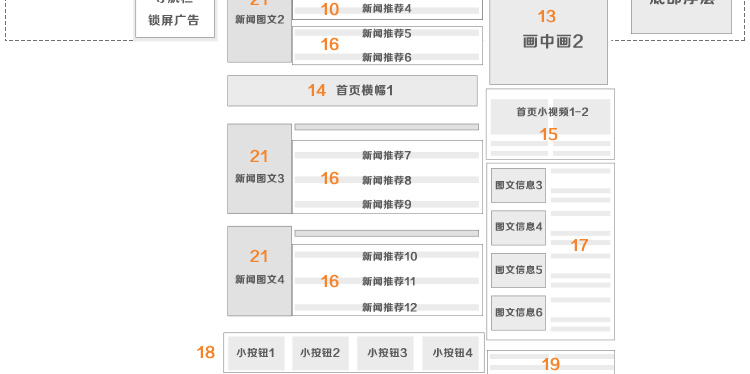 锁屏广告
21
新闻图文2
10 新闻推荐4
新闻推荐5
16
新闻推荐6
13
画中画2
14 首页横幅1
首页小视频1-2
15
21
新闻图文3
新闻推荐7
16 新闻推荐8
新闻推荐9
图文信息3
图文信息4
17
图文信息5
图文信息6
21
新闻图文4
新闻推荐10
16 新闻推荐11
新闻推荐12
18 小按钮1 小按钮2 小按钮3 小按钮4
19